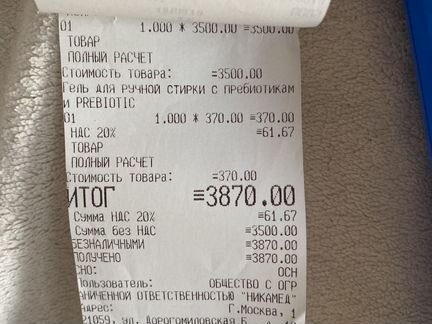 01 1.000 * 3500.00 ≡3500.00
ТОВАР
ПОЛНЫЙ РАСЧЕТ
Стоимость товара: =3500.00
Гель для ручной стирки с пребиотикам
и PREBIOTIC
01 1.000 * 370.00 ≡370.00
НДС 20% ≡61.67
ТОВАР
ПОЛНЫЙ РАСЧЕТ
Стоимость товара: =370.00
ИТОГ ≡3870.00
Сумма НДС 20% ≡61.67
Сумма без НДС ≡3500.00
БЕЗНАЛИЧНЫМИ ≡3870.00
ПОЛУЧЕНО ≡3870.00
СНО: ОСН
Пользователь: ОБЩЕСТВО С ОГР
АНИЧЕННОЙ ОТВЕТСТВЕННОСТЬЮ "НИКАМЕД"
Адрес: Г.Москва, 1
21059, ул. Дорогомиловская Б.